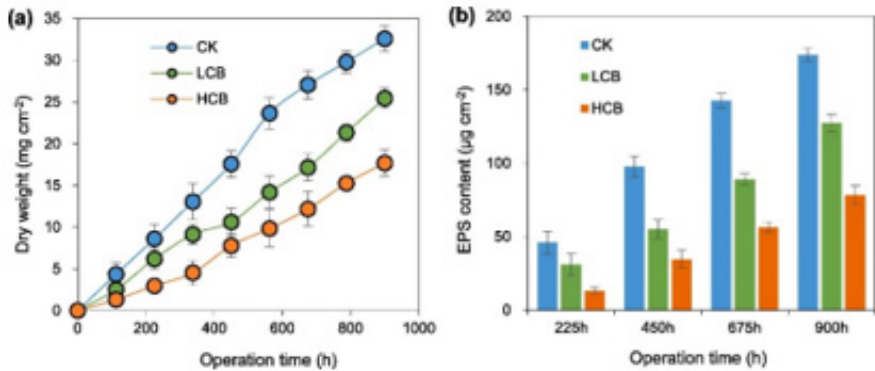 (a)
35
30
25
20
15
10
5
0
Dry weight (mg cm⁻²)
CK
LCB
HCB
0 200 400 600 800 1000
Operation time (h)
(b)
200
150
100
50
0
EPS content (µg cm⁻²)
CK
LCB
HCB
225h 450h 675h 900h
Operation time (h)